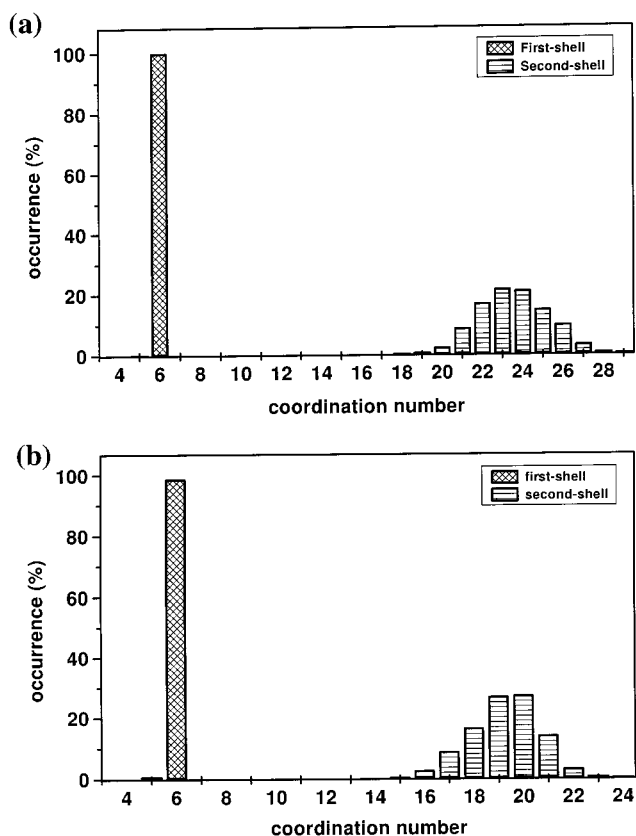 (a)
First-shell
Second-shell
100
80
60
40
20
0
occurrence (%)
4 6 8 10 12 14 16 18 20 22 24 26 28
coordination number
(b)
first-shell
second-shell
100
80
60
40
20
0
occurrence (%)
4 6 8 10 12 14 16 18 20 22 24
coordination number